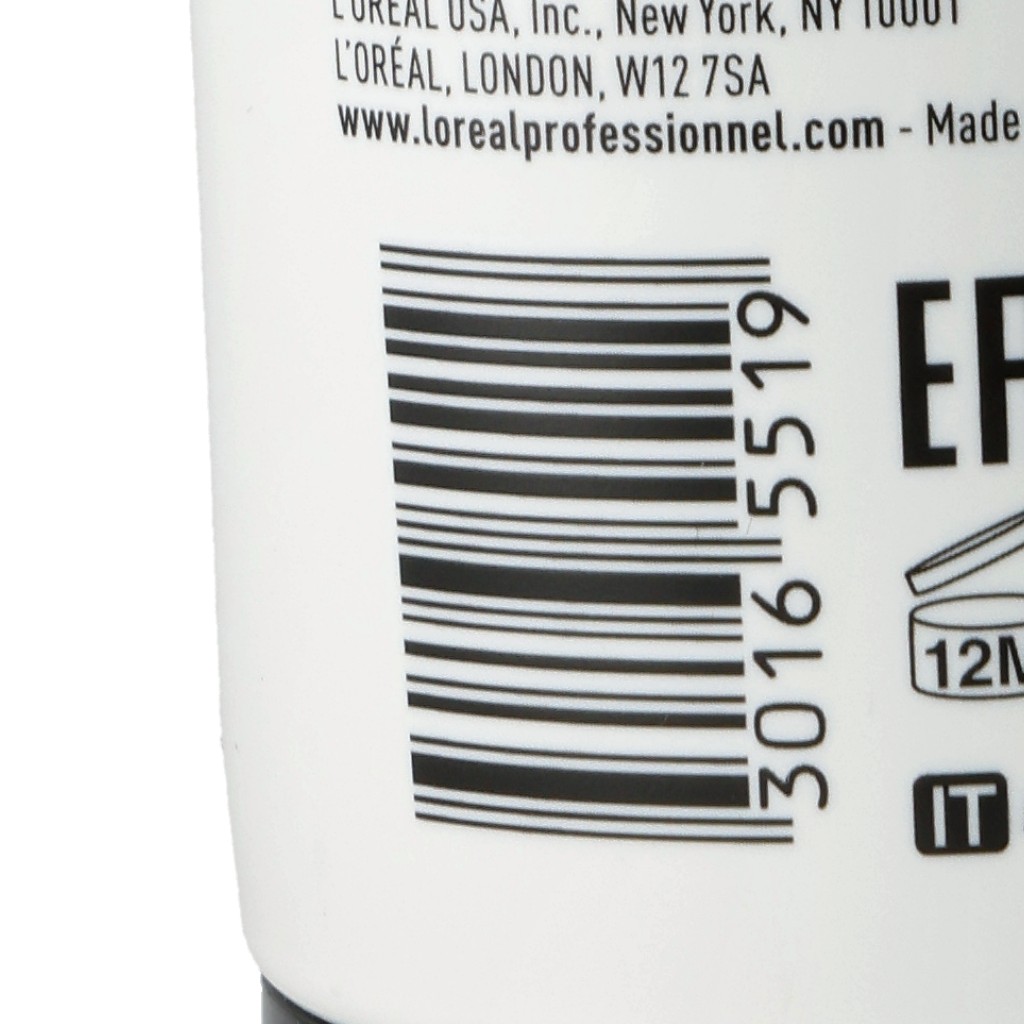 L'ORÉAL USA, Inc., New York, NY 10001
L'ORÉAL, LONDON, W12 7SA
www.lorealprofessionnel.com - Made
3016 5519
12M
IT